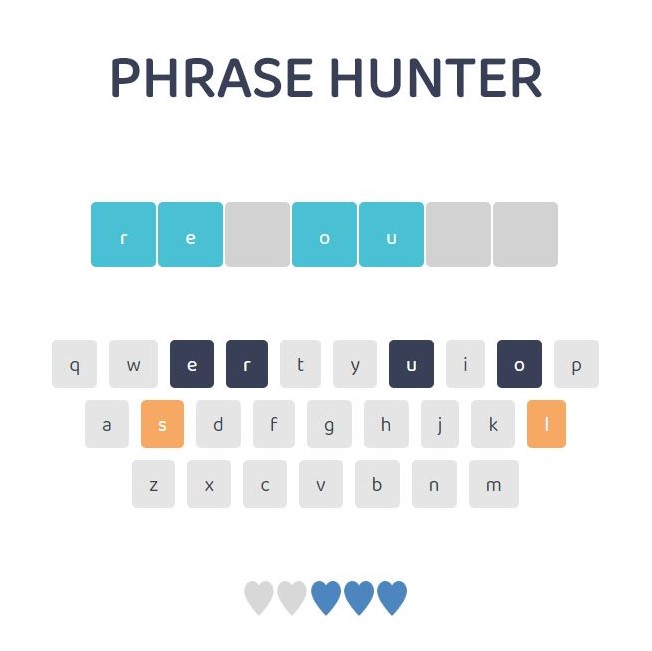 PHRASE HUNTER
r e o u
q w e r t y u i o p
a s d f g h j k l
z x c v b n m